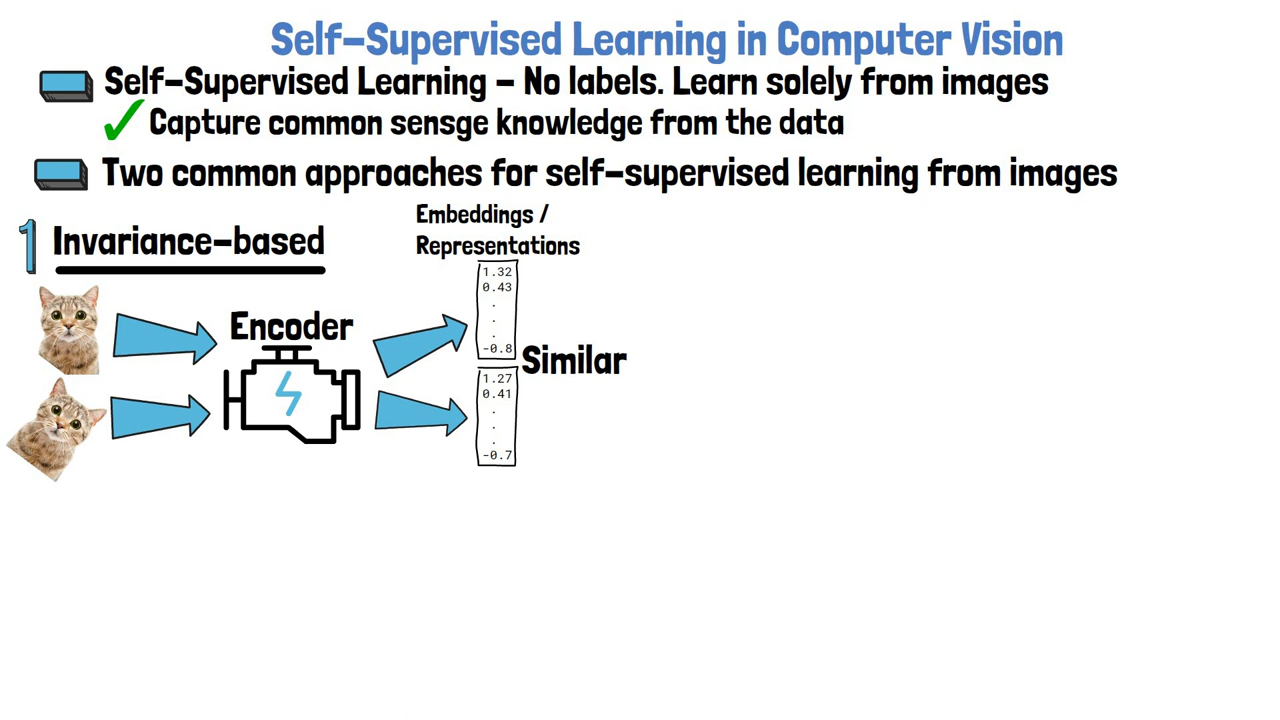 Self-Supervised Learning in Computer Vision
Self-Supervised Learning - No labels. Learn solely from images
Capture common sensge knowledge from the data
Two common approaches for self-supervised learning from images
1 Invariance-based
Embeddings /
Representations
Encoder
1.32
0.43
.
.
.
-0.8
Similar
1.27
0.41
.
.
.
-0.7